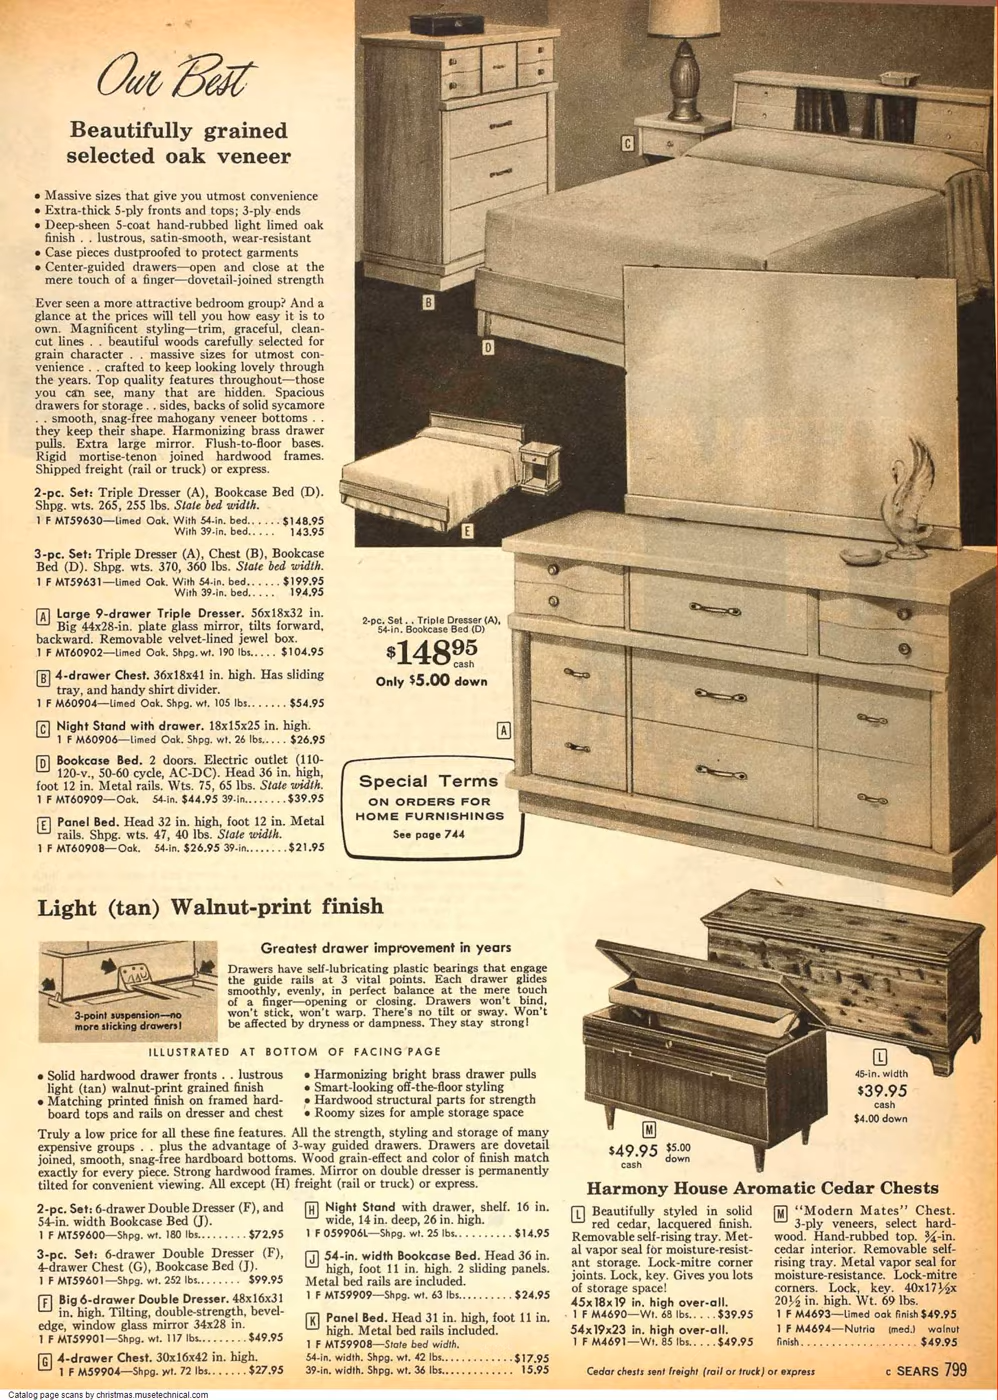 Our Best
Beautifully grained
selected oak veneer
• Massive sizes that give you utmost convenience
• Extra-thick 5-ply fronts and tops; 3-ply ends
• Deep-sheen 5-coat hand-rubbed light limed oak
finish . . lustrous, satin-smooth, wear-resistant
• Case pieces dustproofed to protect garments
• Center-guided drawers—open and close at the
mere touch of a finger—dovetail-joined strength
Ever seen a more attractive bedroom group? And a
glance at the prices will tell you how easy it is to
own. Magnificent styling—trim, graceful, clean-
cut lines . . beautiful woods carefully selected for
grain character . . massive sizes for utmost con-
venience . . crafted to keep looking lovely through
the years. Top quality features throughout—those
you can see, many that are hidden. Spacious
drawers for storage . . sides, backs of solid sycamore
. . smooth, snag-free mahogany veneer bottoms . .
they keep their shape. Harmonizing brass drawer
pulls. Extra large mirror. Flush-to-floor bases.
Rigid mortise-tenon joined hardwood frames.
Shipped freight (rail or truck) or express.
2-pc. Set: Triple Dresser (A), Bookcase Bed (D).
Shpg. wts. 265, 255 lbs. State bed width.
1 F MT59630—Limed Oak. With 54-in. bed......$148.95
With 39-in. bed..... 143.95
3-pc. Set: Triple Dresser (A), Chest (B), Bookcase
Bed (D). Shpg. wts. 370, 360 lbs. State bed width.
1 F MT59631—Limed Oak. With 54-in. bed......$199.95
With 39-in. bed..... 194.95
A Large 9-drawer Triple Dresser. 56x18x32 in.
Big 44x28-in. plate glass mirror, tilts forward,
backward. Removable velvet-lined jewel box.
1 F MT60902—Limed Oak. Shpg. wt. 190 lbs.....$104.95
B 4-drawer Chest. 36x18x41 in. high. Has sliding
tray, and handy shirt divider.
1 F M60904—Limed Oak. Shpg. wt. 105 lbs.......$54.95
C Night Stand with drawer. 18x15x25 in. high.
1 F M60906—Limed Oak. Shpg. wt. 26 lbs.....$26.95
D Bookcase Bed. 2 doors. Electric outlet (110-
120-v., 50-60 cycle, AC-DC). Head 36 in. high,
foot 12 in. Metal rails. Wts. 75, 65 lbs. State width.
1 F MT60909—Oak. 54-in. $44.95 39-in........$39.95
E Panel Bed. Head 32 in. high, foot 12 in. Metal
rails. Shpg. wts. 47, 40 lbs. State width.
1 F MT60908—Oak. 54-in. $26.95 39-in........$21.95
C
B
D
E
2-pc. Set . . Triple Dresser (A),
54-in. Bookcase Bed (D)
$148.95
cash
Only $5.00 down
A
Special Terms
ON ORDERS FOR
HOME FURNISHINGS
See page 744
Light (tan) Walnut-print finish
3-point suspension—no
more sticking drawers!
Greatest drawer improvement in years
Drawers have self-lubricating plastic bearings that engage
the guide rails at 3 vital points. Each drawer glides
smoothly, evenly, in perfect balance at the mere touch
of a finger—opening or closing. Drawers won't bind,
won't stick, won't warp. There's no tilt or sway. Won't
be affected by dryness or dampness. They stay strong!
ILLUSTRATED AT BOTTOM OF FACING PAGE
• Solid hardwood drawer fronts . . lustrous
light (tan) walnut-print grained finish
• Matching printed finish on framed hard-
board tops and rails on dresser and chest
• Harmonizing bright brass drawer pulls
• Smart-looking off-the-floor styling
• Hardwood structural parts for strength
• Roomy sizes for ample storage space
Truly a low price for all these fine features. All the strength, styling and storage of many
expensive groups . . plus the advantage of 3-way guided drawers. Drawers are dovetail
joined, smooth, snag-free hardboard bottoms. Wood grain-effect and color of finish match
exactly for every piece. Strong hardwood frames. Mirror on double dresser is permanently
tilted for convenient viewing. All except (H) freight (rail or truck) or express.
2-pc. Set: 6-drawer Double Dresser (F), and
54-in. width Bookcase Bed (J).
1 F MT59600—Shpg. wt. 180 lbs.........$72.95
3-pc. Set: 6-drawer Double Dresser (F),
4-drawer Chest (G), Bookcase Bed (J).
1 F MT59601—Shpg. wt. 252 lbs........ $99.95
F Big 6-drawer Double Dresser. 48x16x31
in. high. Tilting, double-strength, bevel-
edge, window glass mirror 34x28 in.
1 F MT59901—Shpg. wt. 117 lbs........$49.95
G 4-drawer Chest. 30x16x42 in. high.
1 F M59904—Shpg. wt. 72 lbs.........$27.95
H Night Stand with drawer, shelf. 16 in.
wide, 14 in. deep, 26 in. high.
1 F 059906L—Shpg. wt. 25 lbs..........$14.95
J 54-in. width Bookcase Bed. Head 36 in.
high, foot 11 in. high. 2 sliding panels.
Metal bed rails are included.
1 F MT59909—Shpg. wt. 63 lbs.........$24.95
K Panel Bed. Head 31 in. high, foot 11 in.
high. Metal bed rails included.
1 F MT59908—State bed width.
54-in. width. Shpg. wt. 42 lbs............$17.95
39-in. width. Shpg. wt. 36 lbs............ 15.95
L
45-in. width
$39.95
cash
$4.00 down
M
$49.95 $5.00
cash down
Harmony House Aromatic Cedar Chests
L Beautifully styled in solid
red cedar, lacquered finish.
Removable self-rising tray. Met-
al vapor seal for moisture-resist-
ant storage. Lock-mitre corner
joints. Lock, key. Gives you lots
of storage space!
45x18x19 in. high over-all.
1 F M4690—Wt. 68 lbs.....$39.95
54x19x23 in. high over-all.
1 F M4691—Wt. 85 lbs.....$49.95
M "Modern Mates" Chest.
3-ply veneers, select hard-
wood. Hand-rubbed top. ¾-in.
cedar interior. Removable self-
rising tray. Metal vapor seal for
moisture-resistance. Lock-mitre
corners. Lock, key. 40x17½x
20½ in. high. Wt. 69 lbs.
1 F M4693—Limed oak finish $49.95
1 F M4694—Nutria (med.) walnut
finish....................$49.95
Cedar chests sent freight (rail or truck) or express
c SEARS 799
Catalog page scans by christmas.musetechnical.com